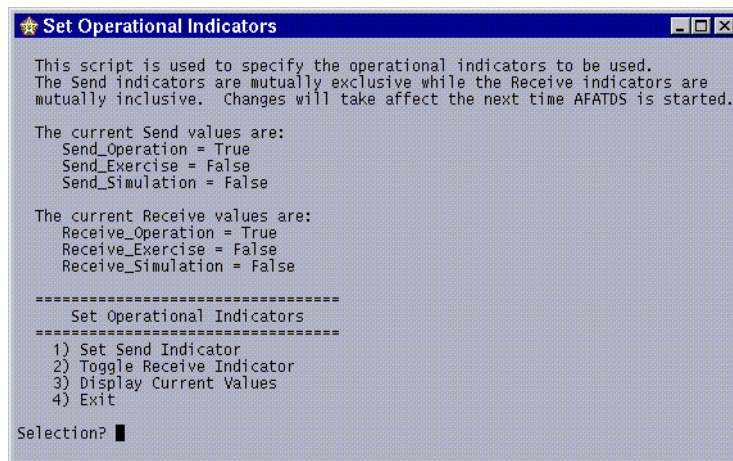 Set Operational Indicators
This script is used to specify the operational indicators to be used.
The Send indicators are mutually exclusive while the Receive indicators are
mutually inclusive.  Changes will take affect the next time AFATDS is started.
The current Send values are:
Send_Operation = True
Send_Exercise = False
Send_Simulation = False
The current Receive values are:
Receive_Operation = True
Receive_Exercise = False
Receive_Simulation = False
==================================
Set Operational Indicators
==================================
1) Set Send Indicator
2) Toggle Receive Indicator
3) Display Current Values
4) Exit
Selection?